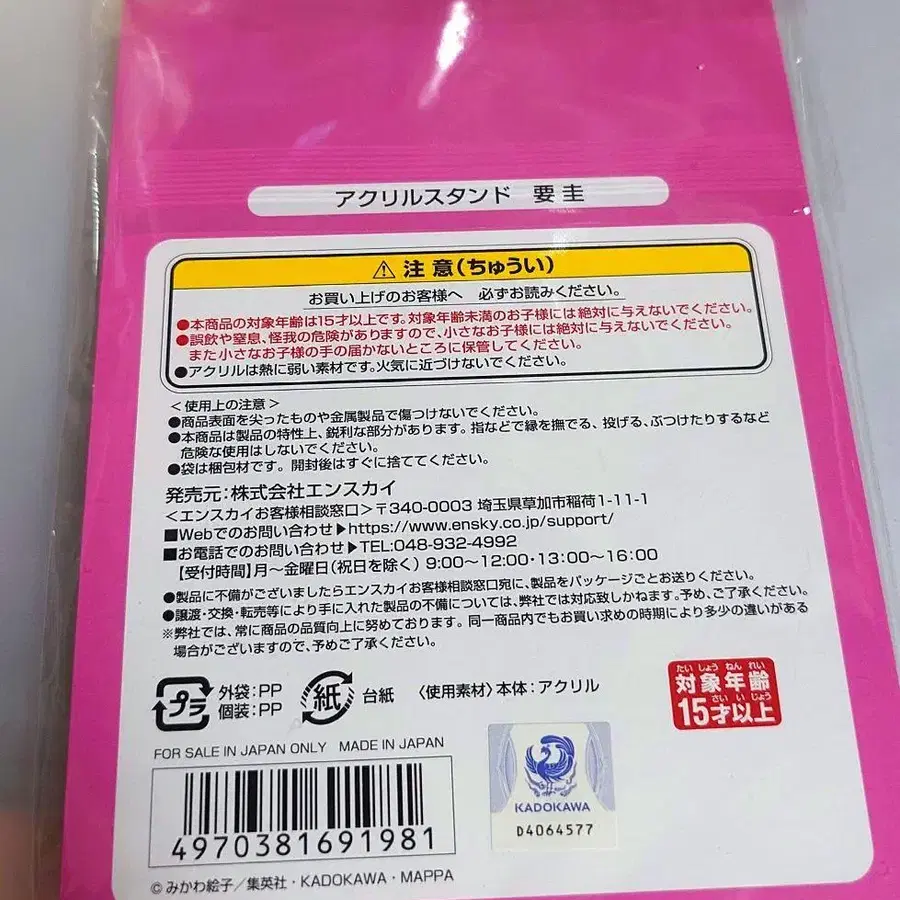 アクリルスタンド 要 圭
⚠ 注意(ちゅうい)
お買い上げのお客様へ 必ずお読みください。
●本商品の対象年齢は15才以上です。対象年齢未満のお子様には絶対に与えないでください。
●誤飲や窒息、怪我の危険がありますので、小さなお子様には絶対に与えないでください。
また小さなお子様の手の届かないところに保管してください。
●アクリルは熱に弱い素材です。火気に近づけないでください。
<使用上の注意>
●商品表面を尖ったものや金属製品で傷つけないでください。
●本商品は製品の特性上、鋭利な部分があります。指などで縁を撫でる、投げる、ぶつけたりするなど
危険な使用はしないでください。
●袋は梱包材です。開封後はすぐに捨ててください。
発売元:株式会社エンスカイ
<エンスカイお客様相談窓口>〒340-0003 埼玉県草加市稲荷1-11-1
■Webでのお問い合わせ▶https://www.ensky.co.jp/support/
■お電話でのお問い合わせ▶TEL:048-932-4992
【受付時間】月〜金曜日(祝日を除く) 9:00〜12:00・13:00〜16:00
●製品に不備がございましたらエンスカイお客様相談窓口宛に、製品をパッケージごとお送りください。
●譲渡・交換・転売等により手に入れた製品の不備については、弊社では対応致しかねます。予め、ご了承ください。
※弊社では、常に商品の品質向上に努めております。同一商品内でもお買い求めの時期により多少の違いがある
場合がございますので、予めご了承ください。
プラ 外袋:PP
個装:PP
紙 台紙 〈使用素材〉本体:アクリル
たいしょうねんれい
対象年齢
さいいじょう
15才以上
FOR SALE IN JAPAN ONLY MADE IN JAPAN
KADOKAWA
D4064577
4970381691981
©みかわ絵子/集英社・KADOKAWA・MAPPA